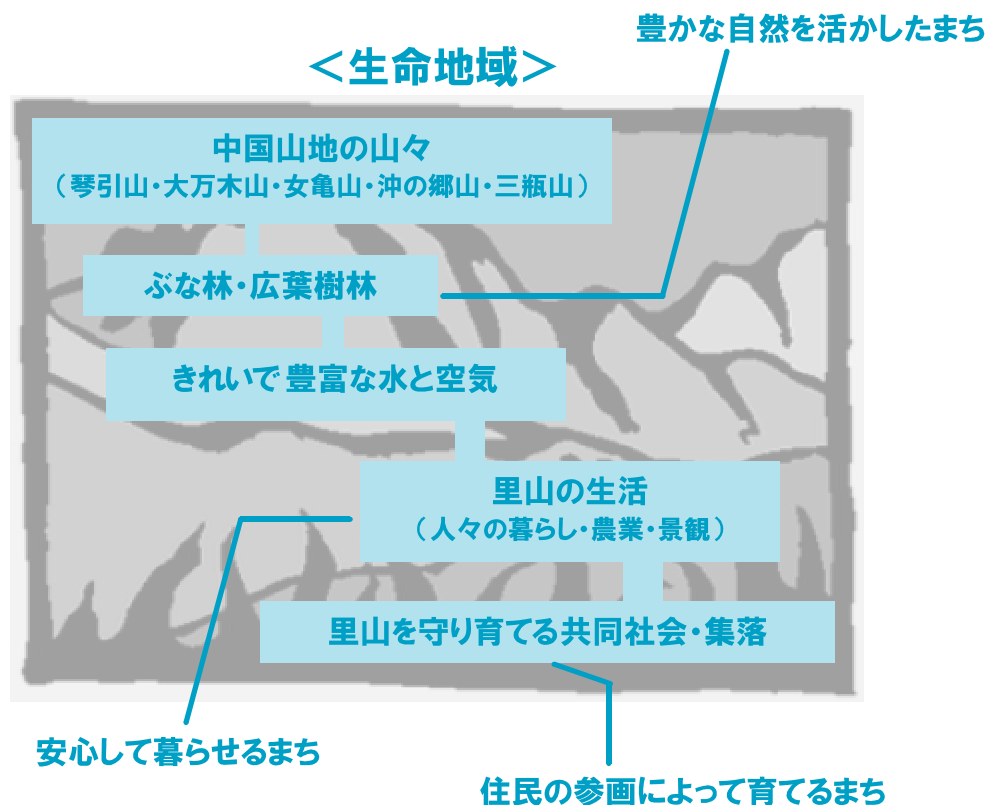 豊かな自然を活かしたまち
＜生命地域＞
中国山地の山々
（琴引山・大万木山・女亀山・沖の郷山・三瓶山）
ぶな林・広葉樹林
きれいで豊富な水と空気
里山の生活
（人々の暮らし・農業・景観）
里山を守り育てる共同社会・集落
安心して暮らせるまち
住民の参画によって育てるまち